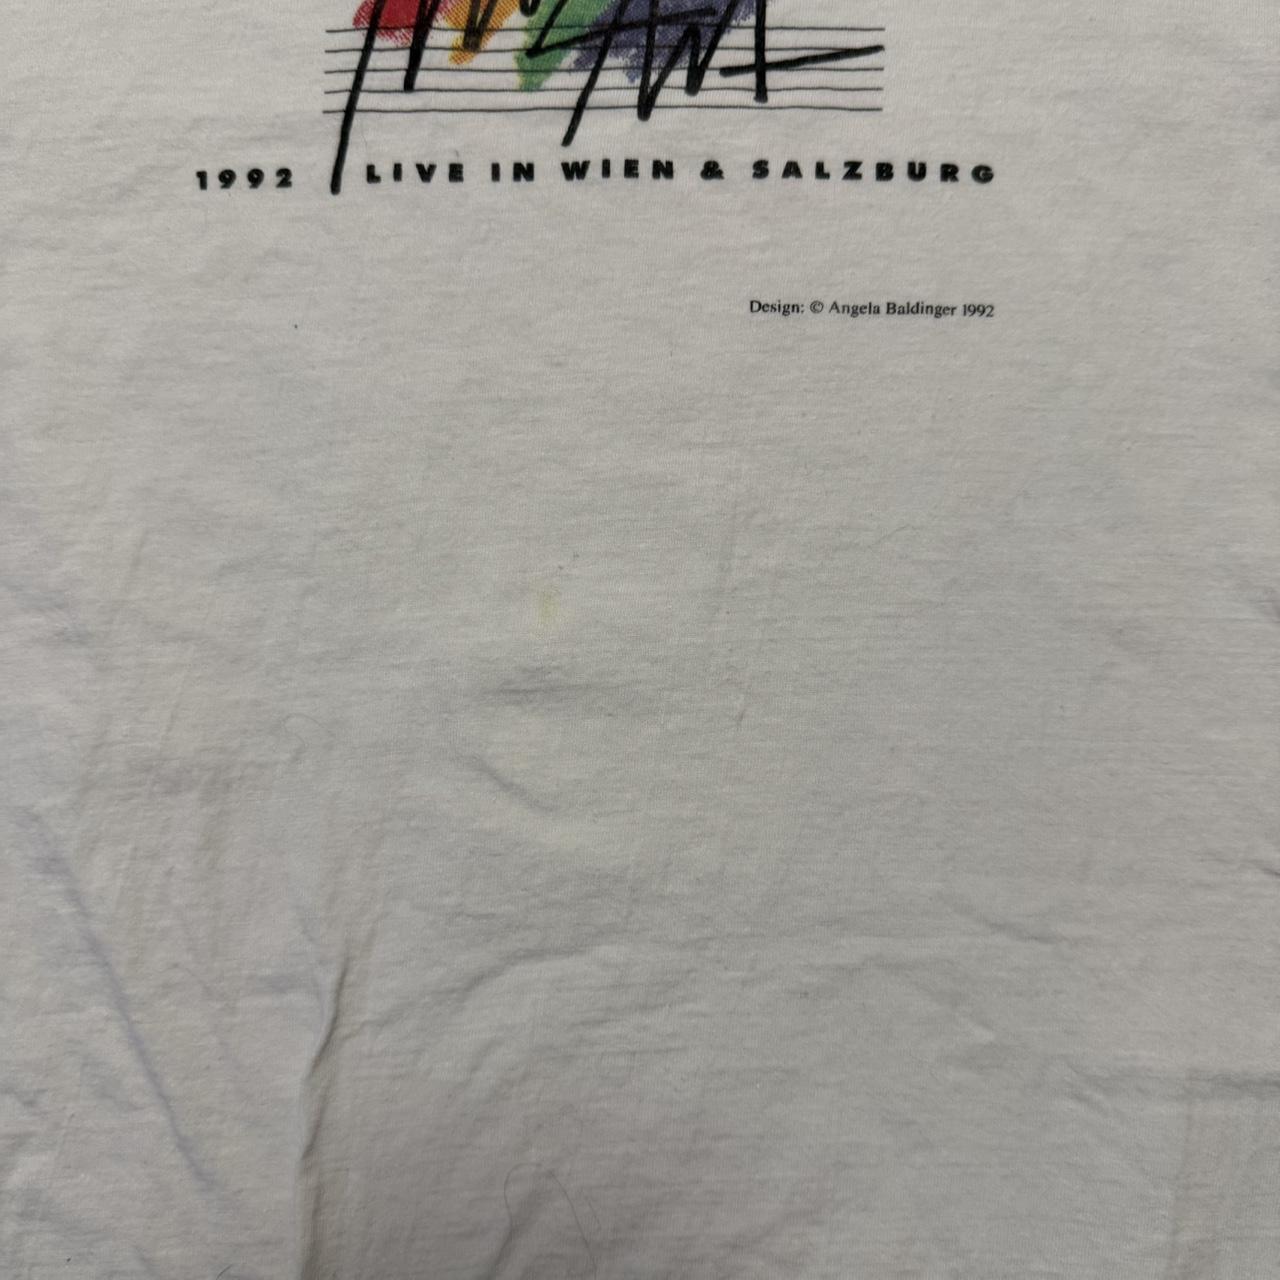 1992 LIVE IN WIEN & SALZBURG
Design: © Angela Baldinger 1992